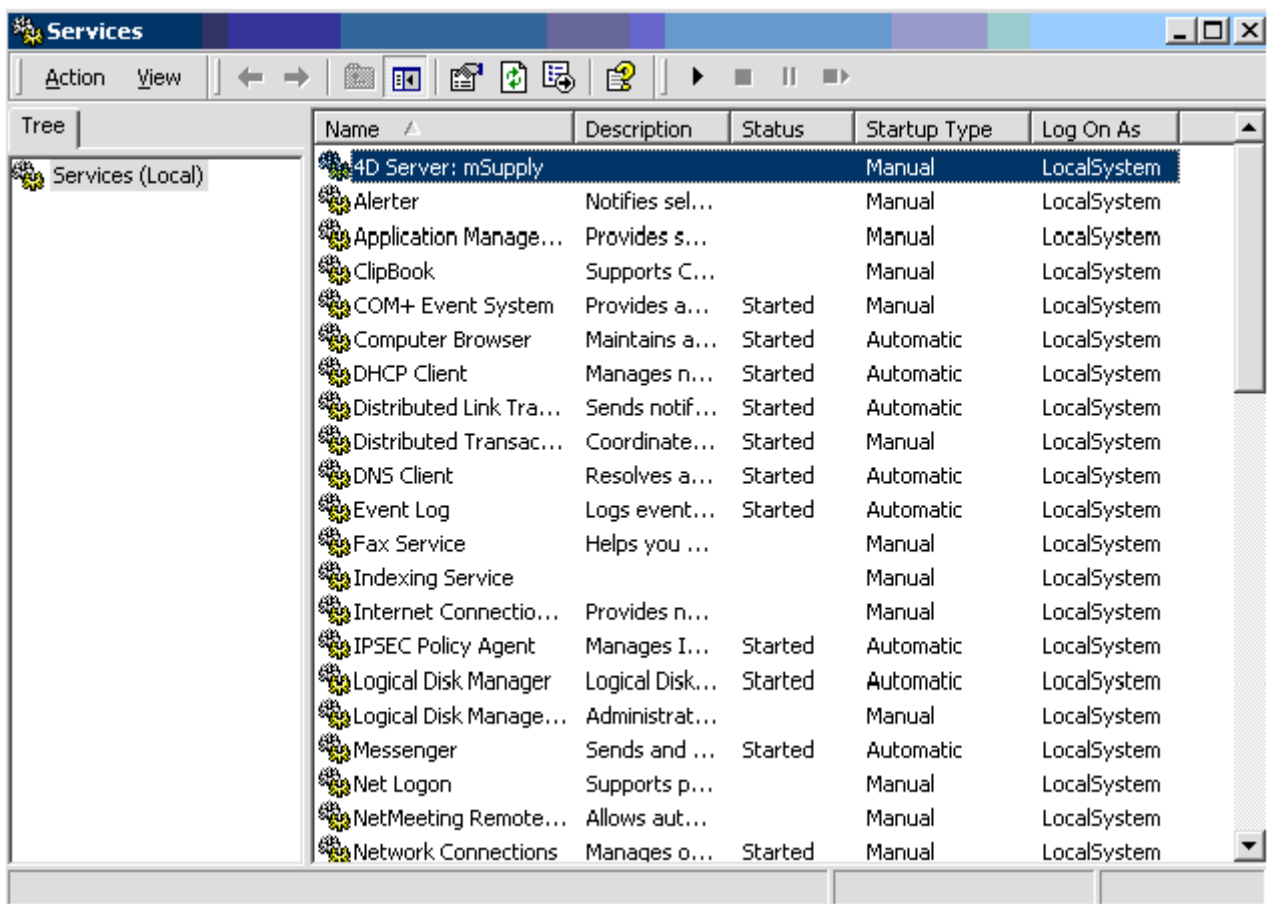 Services
Action View
Tree
Services (Local)
Name Description Status Startup Type Log On As
4D Server: mSupply Manual LocalSystem
Alerter Notifies sel... Manual LocalSystem
Application Manage... Provides s... Manual LocalSystem
ClipBook Supports C... Manual LocalSystem
COM+ Event System Provides a... Started Manual LocalSystem
Computer Browser Maintains a... Started Automatic LocalSystem
DHCP Client Manages n... Started Automatic LocalSystem
Distributed Link Tra... Sends notif... Started Automatic LocalSystem
Distributed Transac... Coordinate... Started Manual LocalSystem
DNS Client Resolves a... Started Automatic LocalSystem
Event Log Logs event... Started Automatic LocalSystem
Fax Service Helps you ... Manual LocalSystem
Indexing Service Manual LocalSystem
Internet Connectio... Provides n... Manual LocalSystem
IPSEC Policy Agent Manages I... Started Automatic LocalSystem
Logical Disk Manager Logical Disk... Started Automatic LocalSystem
Logical Disk Manage... Administrat... Manual LocalSystem
Messenger Sends and ... Started Automatic LocalSystem
Net Logon Supports p... Manual LocalSystem
NetMeeting Remote... Allows aut... Manual LocalSystem
Network Connections Manages o... Started Manual LocalSystem